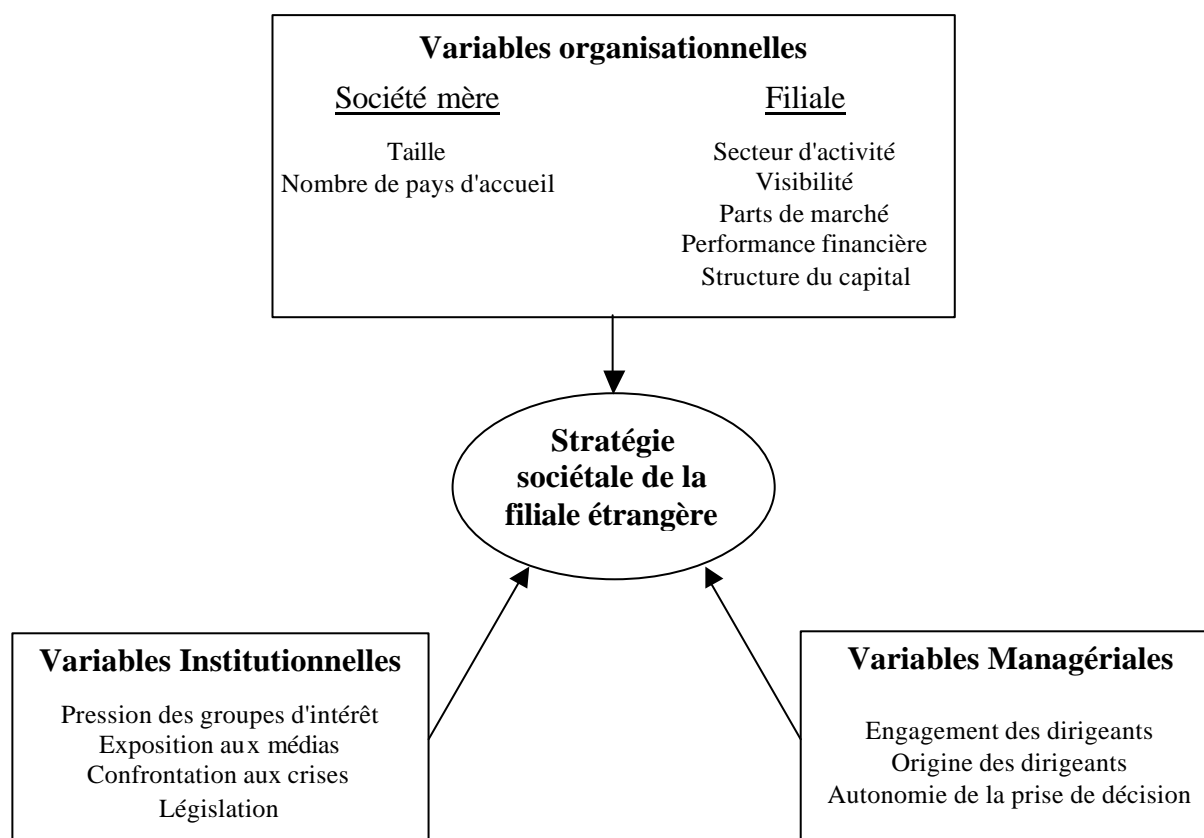 Variables organisationnelles
Société mère
Taille
Nombre de pays d'accueil
Filiale
Secteur d'activité
Visibilité
Parts de marché
Performance financière
Structure du capital
Stratégie
sociétale de la
filiale étrangère
Variables Institutionnelles
Pression des groupes d'intérêt
Exposition aux médias
Confrontation aux crises
Législation
Variables Managériales
Engagement des dirigeants
Origine des dirigeants
Autonomie de la prise de décision